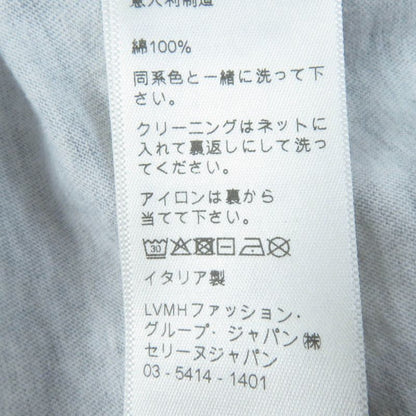 意大利制造
綿100%
同系色と一緒に洗って下
さい。
クリーニングはネットに
入れて裏返しにして洗っ
てください。
アイロンは裏から
当てて下さい。
30
イタリア製
LVMHファッション・
グループ・ジャパン㈱
セリーヌジャパン
03 - 5414 - 1401